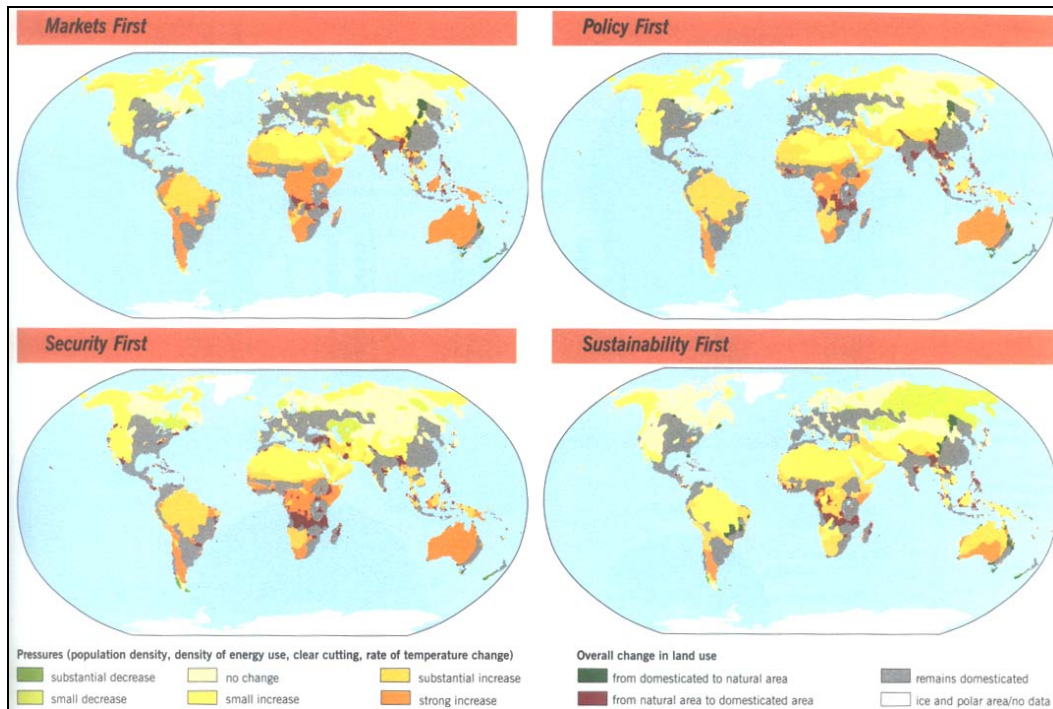 Markets First
Policy First
Security First
Sustainability First
Pressures (population density, density of energy use, clear cutting, rate of temperature change)
substantial decrease
no change
substantial increase
small decrease
small increase
strong increase
Overall change in land use
from domesticated to natural area
remains domesticated
from natural area to domesticated area
ice and polar area/no data